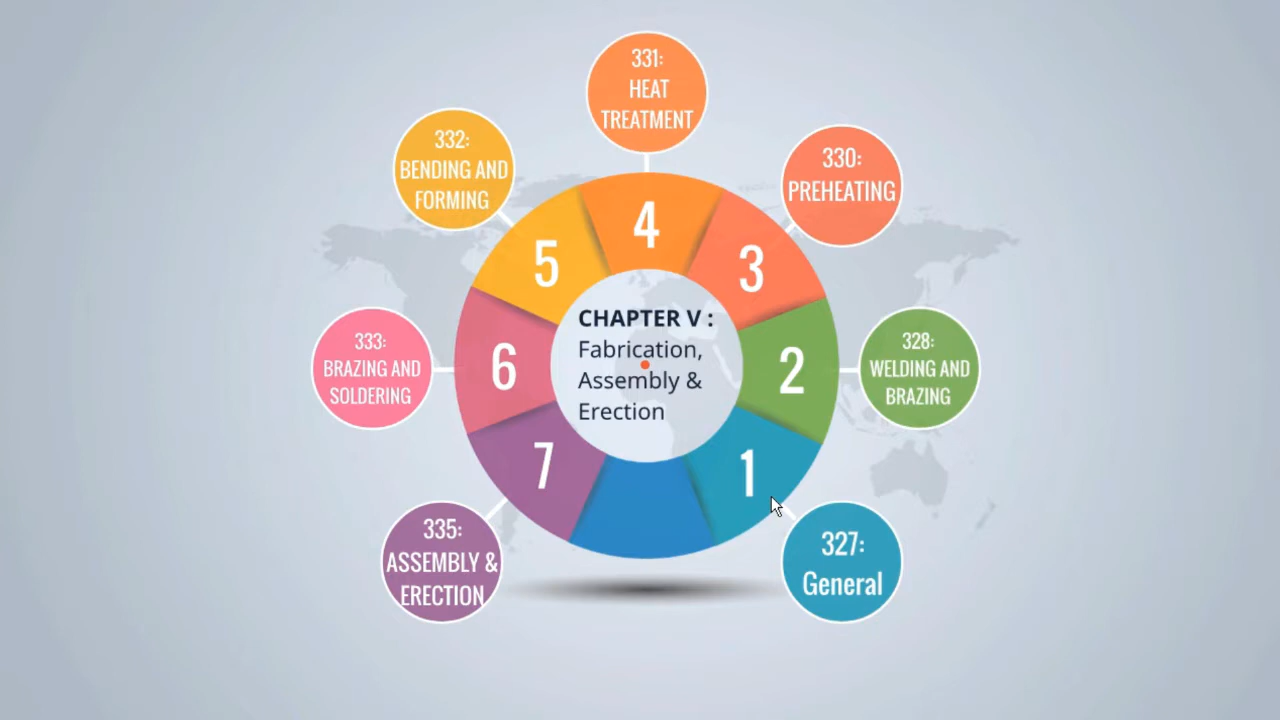 331:
HEAT
TREATMENT
332:
BENDING AND
FORMING
330:
PREHEATING
4
5
3
333:
BRAZING AND
SOLDERING
6
CHAPTER V :
Fabrication,
Assembly &
Erection
2
328:
WELDING AND
BRAZING
7
1
335:
ASSEMBLY &
ERECTION
327:
General